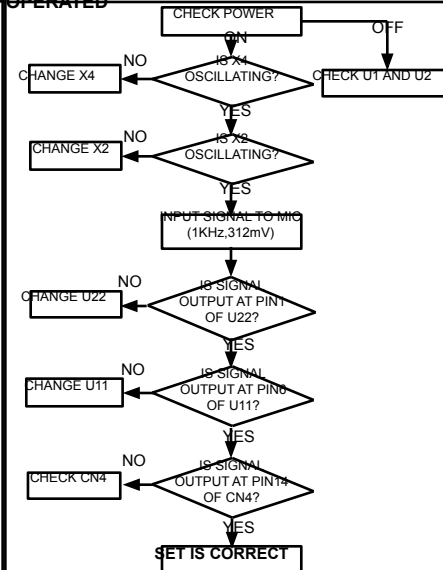 OPERATED
CHECK POWER
ON
OFF
IS X4
OSCILLATING?
NO
CHANGE X4
CHECK U1 AND U2
YES
IS X2
OSCILLATING?
NO
CHANGE X2
YES
INPUT SIGNAL TO MIC
(1KHz,312mV)
IS SIGNAL
OUTPUT AT PIN1
OF U22?
NO
CHANGE U22
YES
IS SIGNAL
OUTPUT AT PIN6
OF U11?
NO
CHANGE U11
YES
IS SIGNAL
OUTPUT AT PIN14
OF CN4?
NO
CHECK CN4
YES
SET IS CORRECT